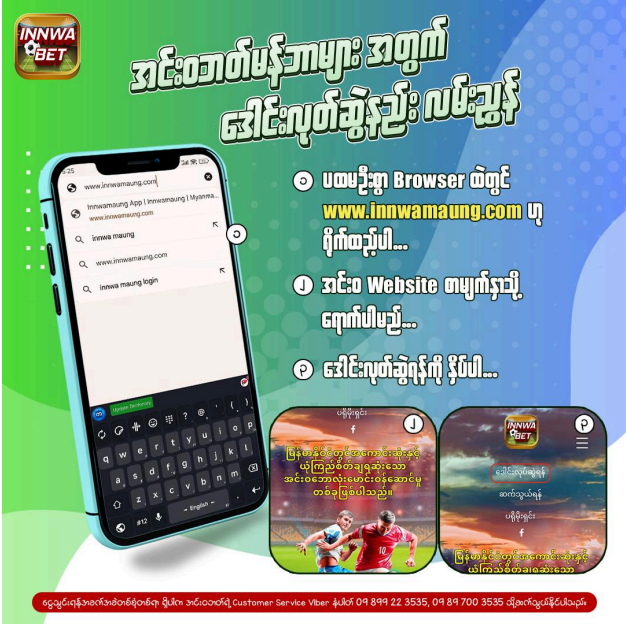 INNWA
BET
အင်းဝဘတ်မန်ဘာများ အတွက်
ဒေါင်းလုတ်ဆွဲနည်း လမ်းညွှန်
5:25
www.innwamaung.com
Innwamaung App | Innwamaung | Myanma...
www.innwamaung.com
innwa maung
www.innwamaung.com
innwa maung login
Update Dictionary
? @ ' ( )
q w e r t y u i o p
a s d f g h j k l
z x c v b n m
#12
English
၁
၁ ပထမဦးစွာ Browser ထဲတွင်
www.innwamaung.com ဟု
ရိုက်ထည့်ပါ...
၂ အင်းဝ Website စာမျက်နှာသို့
ရောက်ပါမည်...
၃ ဒေါင်းလုတ်ဆွဲရန်ကို နှိပ်ပါ...
ပရိုမိုးရှင်း
၂
f
မြန်မာနိုင်ငံတွင်အကောင်းဆုံးနှင့်
ယုံကြည်စိတ်ချရဆုံးသော
အင်းဝဘောလုံးမောင်းဝန်ဆောင်မှု
တစ်ခုဖြစ်ပါသည်။
၃
INNWA
BET
ဒေါင်းလုပ်ဆွဲရန်
ဆက်သွယ်ရန်
ပရိုမိုးရှင်း
f
မြန်မာနိုင်ငံတွင်အကောင်းဆုံးနှင့်
ယုံကြည်စိတ်ချရဆုံးသော
ငွေသွင်းရန်အခက်အခဲတစ်စုံတစ်ရာ ရှိပါက အင်းဝဘတ်ရဲ့ Customer Service Viber နံပါတ် 09 899 22 3535, 09 89 700 3535 သို့ဆက်သွယ်နိုင်ပါသည်။